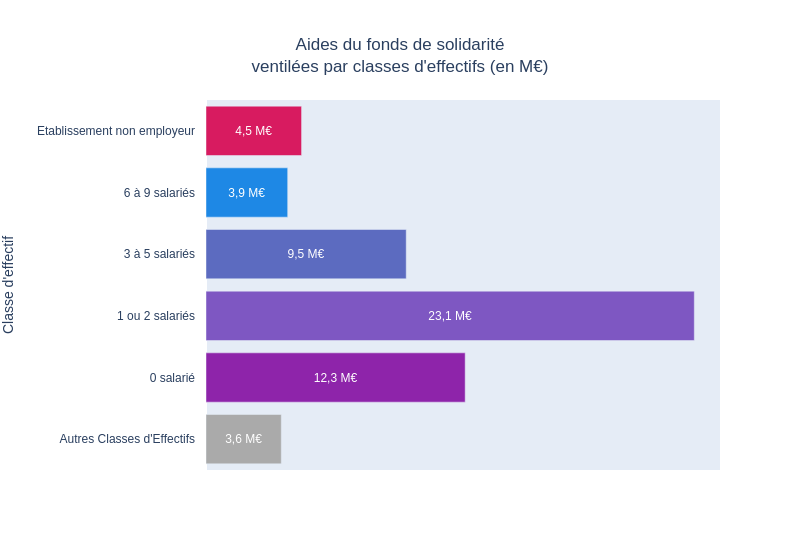 Aides du fonds de solidarité
ventilées par classes d'effectifs (en M€)
Classe d'effectif
Etablissement non employeur
4,5 M€
6 à 9 salariés
3,9 M€
3 à 5 salariés
9,5 M€
1 ou 2 salariés
23,1 M€
0 salarié
12,3 M€
Autres Classes d'Effectifs
3,6 M€